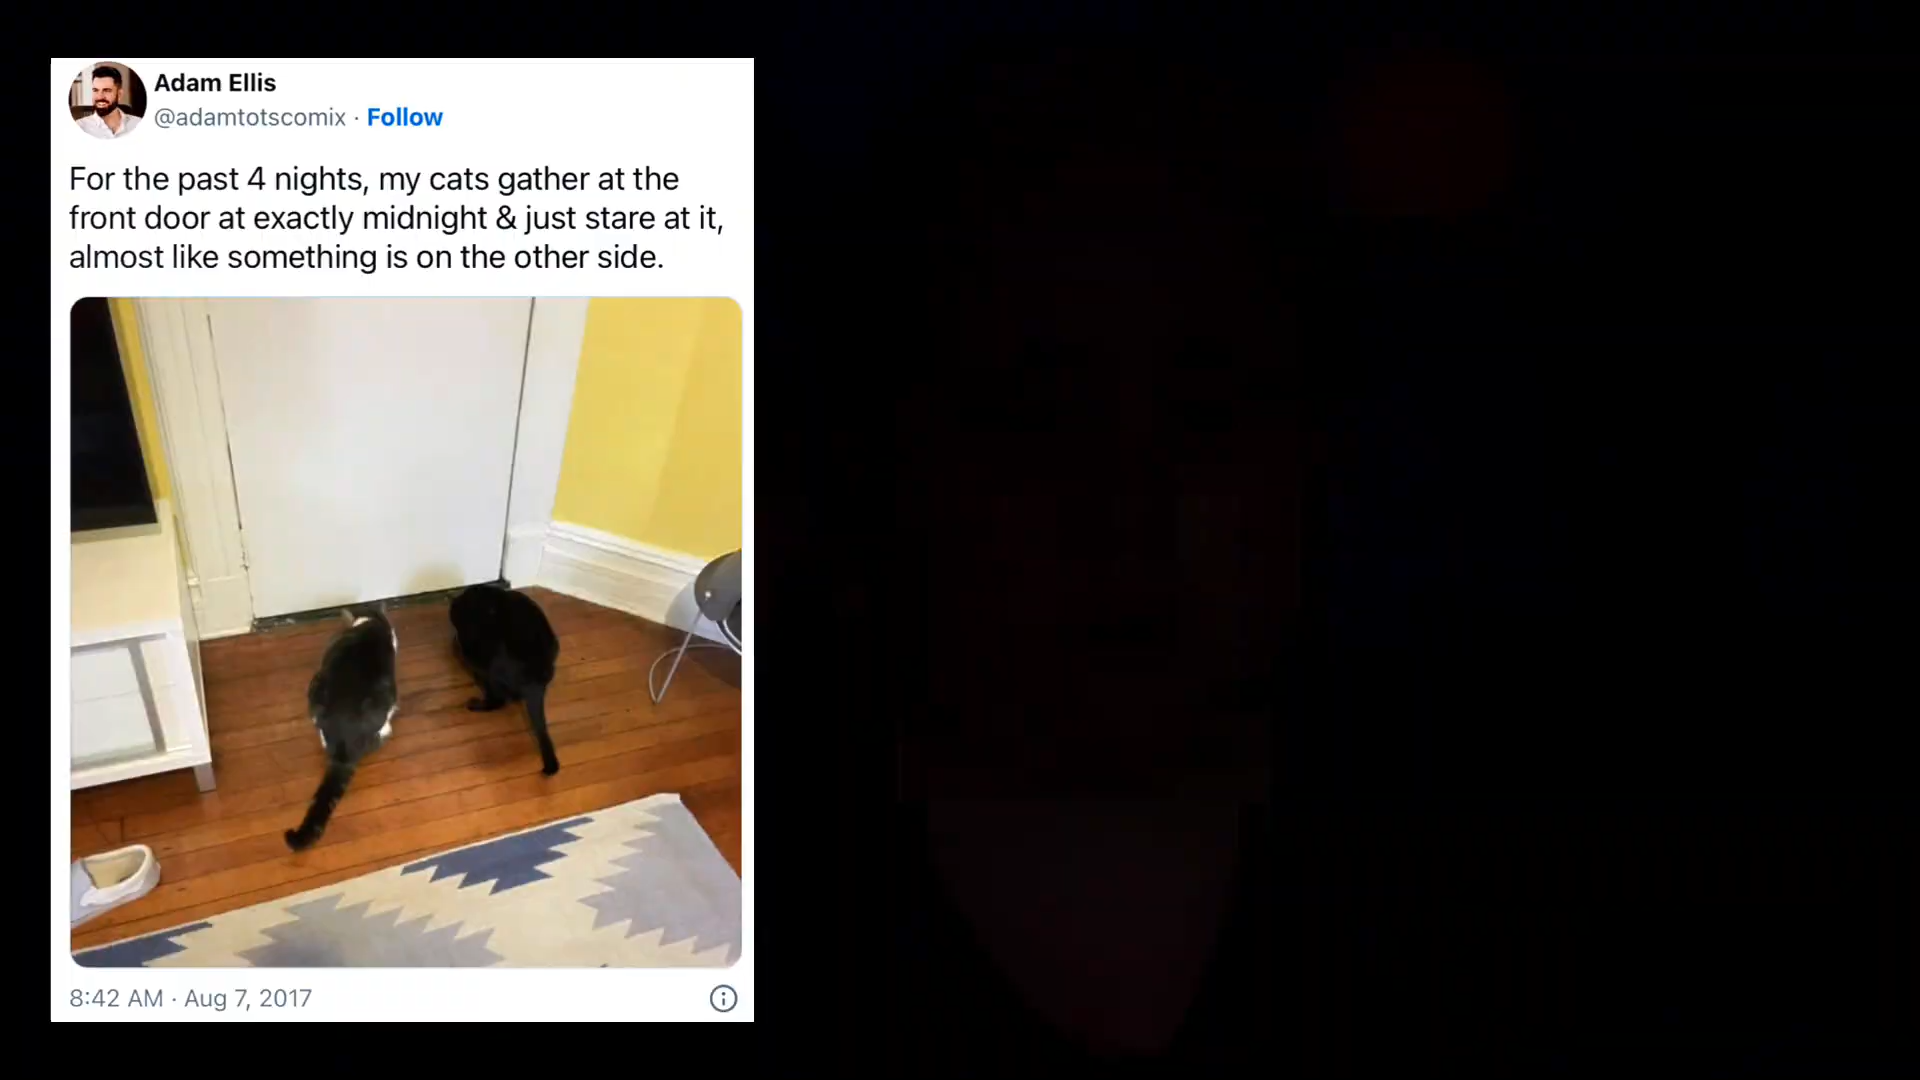 Adam Ellis
@adamtotscomix · Follow
For the past 4 nights, my cats gather at the
front door at exactly midnight & just stare at it,
almost like something is on the other side.
8:42 AM · Aug 7, 2017